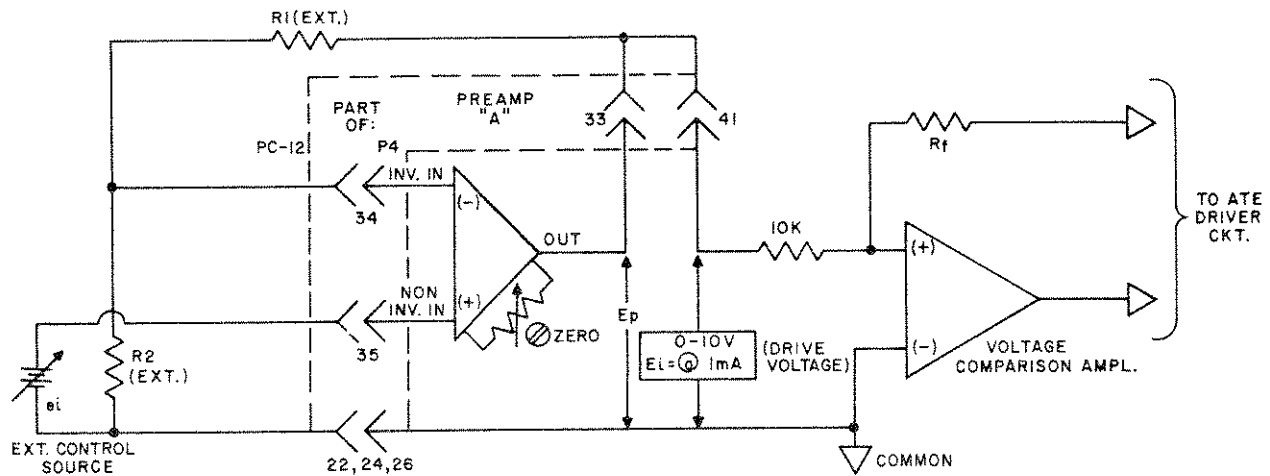 R1(EXT.)
PREAMP
"A"
PART
OF:
PC-12
P4
33
41
Rf
TO ATE
DRIVER
CKT.
INV. IN
34
(-)
OUT
10K
(+)
NON
INV. IN
(+)
35
ZERO
Ep
0-10V
Ei=@ 1mA
(DRIVE
VOLTAGE)
(-)
VOLTAGE
COMPARISON AMPL.
R2
(EXT.)
ei
EXT. CONTROL
SOURCE
22,24,26
COMMON